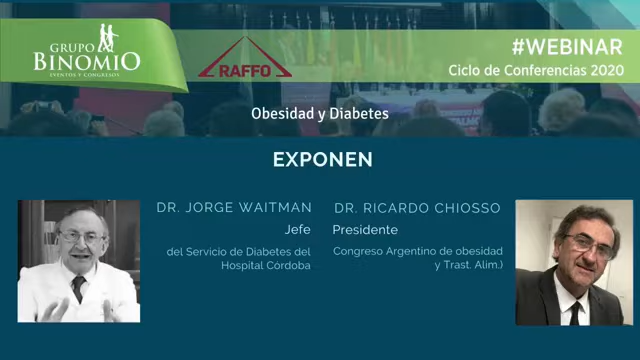 GRUPO
BINOMIO
EVENTOS Y CONGRESOS
RAFFO
#WEBINAR
Ciclo de Conferencias 2020
Obesidad y Diabetes
EXPONEN
DR. JORGE WAITMAN
Jefe
del Servicio de Diabetes del
Hospital Córdoba
DR. RICARDO CHIOSSO
Presidente
Congreso Argentino de obesidad
y Trast. Alim.)